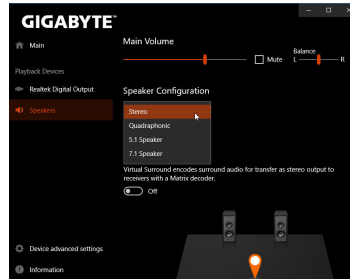 GIGABYTE™
Main
Playback Devices
Realtek Digital Output
Speakers
Device advanced settings
Information
Main Volume
Mute
Balance
L R
Speaker Configuration
Stereo
Quadraphonic
5.1 Speaker
7.1 Speaker
Virtual Surround encodes surround audio for transfer as stereo output to
receivers with a Matrix decoder.
Off